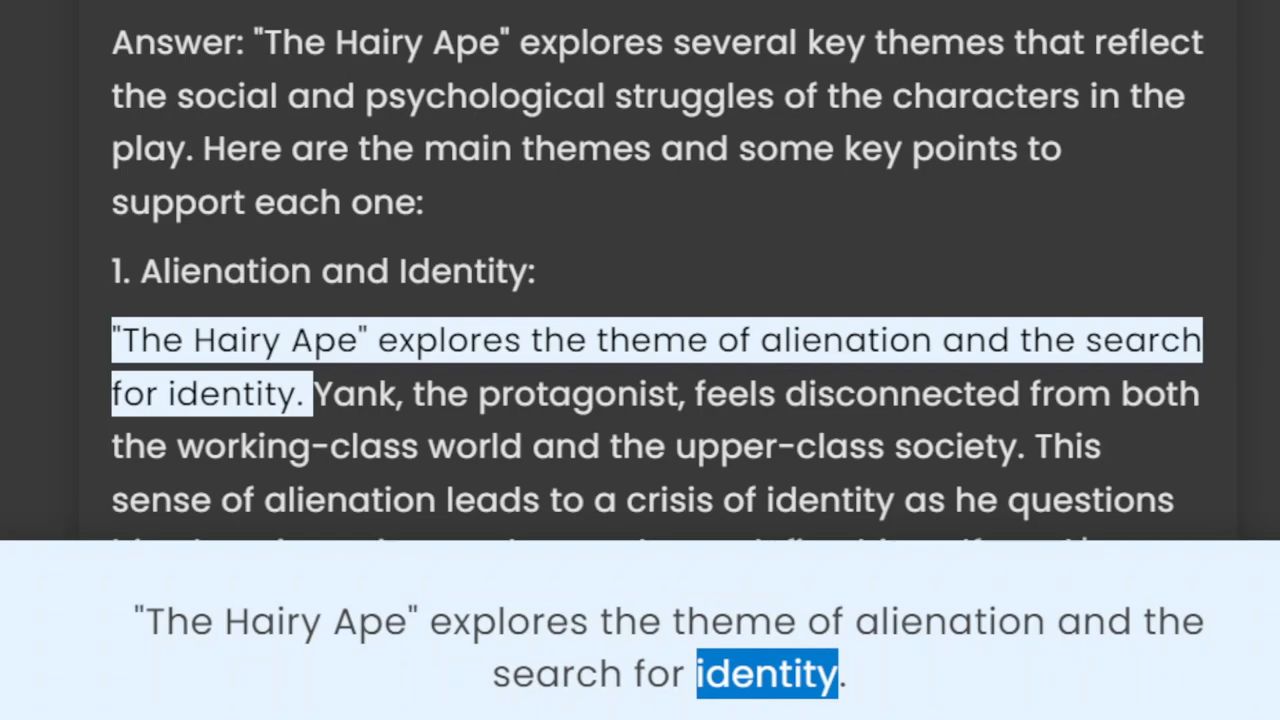 Answer: "The Hairy Ape" explores several key themes that reflect
the social and psychological struggles of the characters in the
play. Here are the main themes and some key points to
support each one:
1. Alienation and Identity:
"The Hairy Ape" explores the theme of alienation and the search
for identity. Yank, the protagonist, feels disconnected from both
the working-class world and the upper-class society. This
sense of alienation leads to a crisis of identity as he questions
"The Hairy Ape" explores the theme of alienation and the
search for identity.